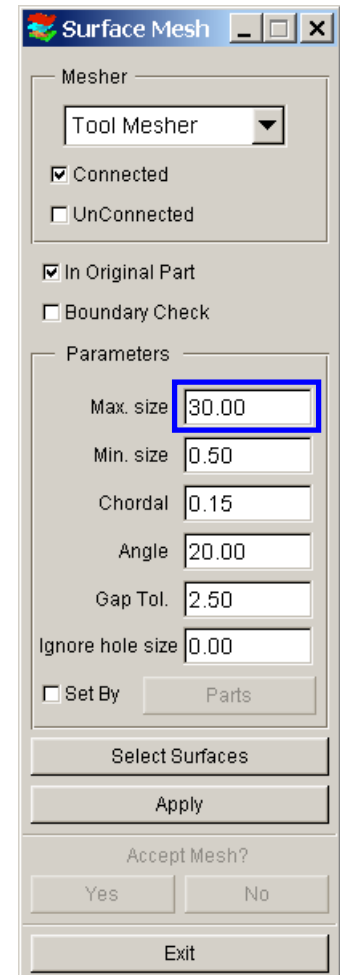 Surface Mesh
Mesher
Tool Mesher
Connected
UnConnected
In Original Part
Boundary Check
Parameters
Max. size 30.00
Min. size 0.50
Chordal 0.15
Angle 20.00
Gap Tol. 2.50
Ignore hole size 0.00
Set By Parts
Select Surfaces
Apply
Accept Mesh?
Yes No
Exit